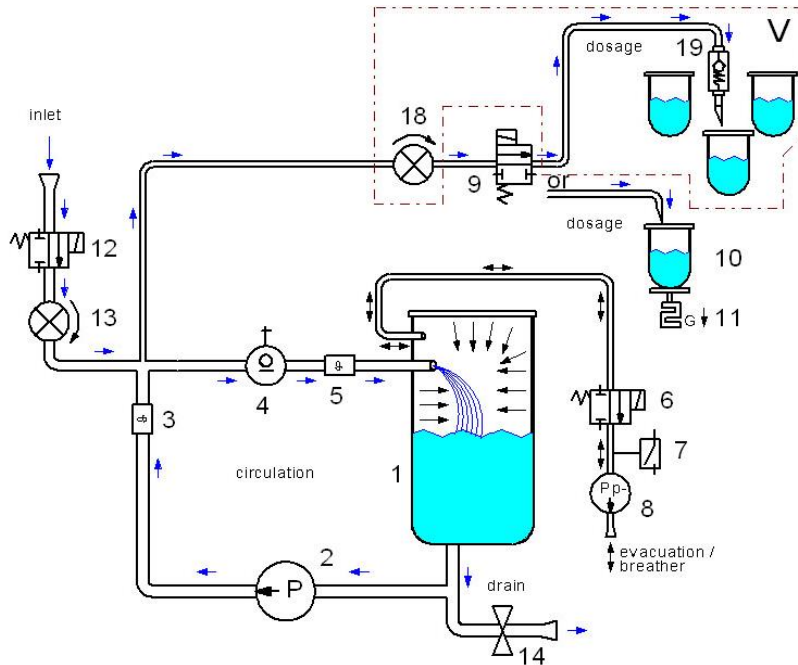 V
19
dosage
18
inlet
9
or
dosage
12
10
G
11
13
5
4
3
6
7
circulation
1
Pp-
8
2
P
evacuation /
breather
drain
14